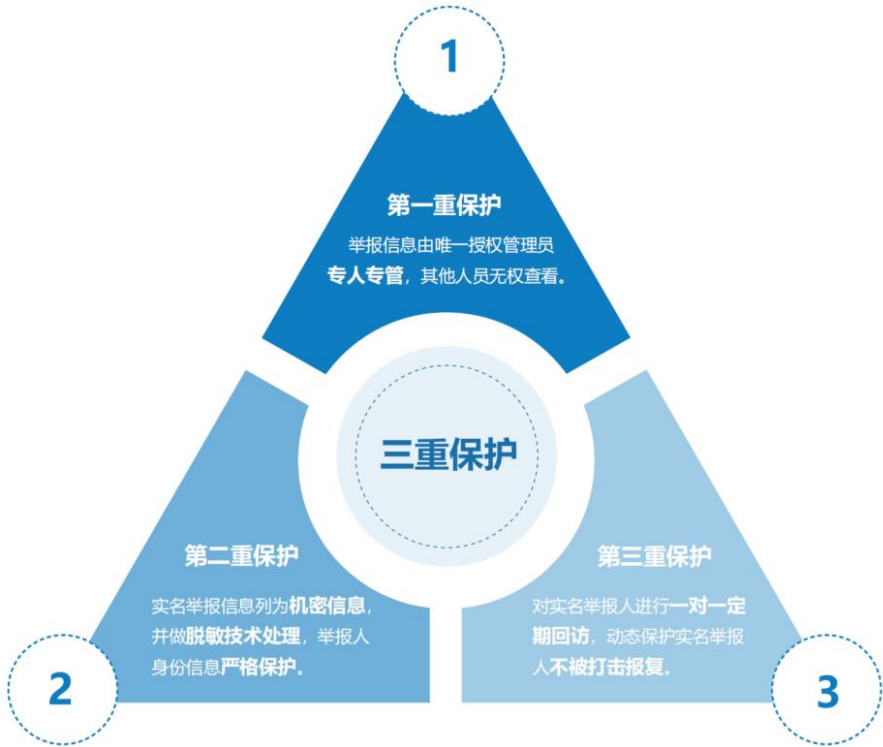 1
第一重保护
举报信息由唯一授权管理员
专人专管，其他人员无权查看。
三重保护
第二重保护
实名举报信息列为机密信息，
并做脱敏技术处理，举报人
身份信息严格保护。
2
第三重保护
对实名举报人进行一对一定
期回访，动态保护实名举报
人不被打击报复。
3